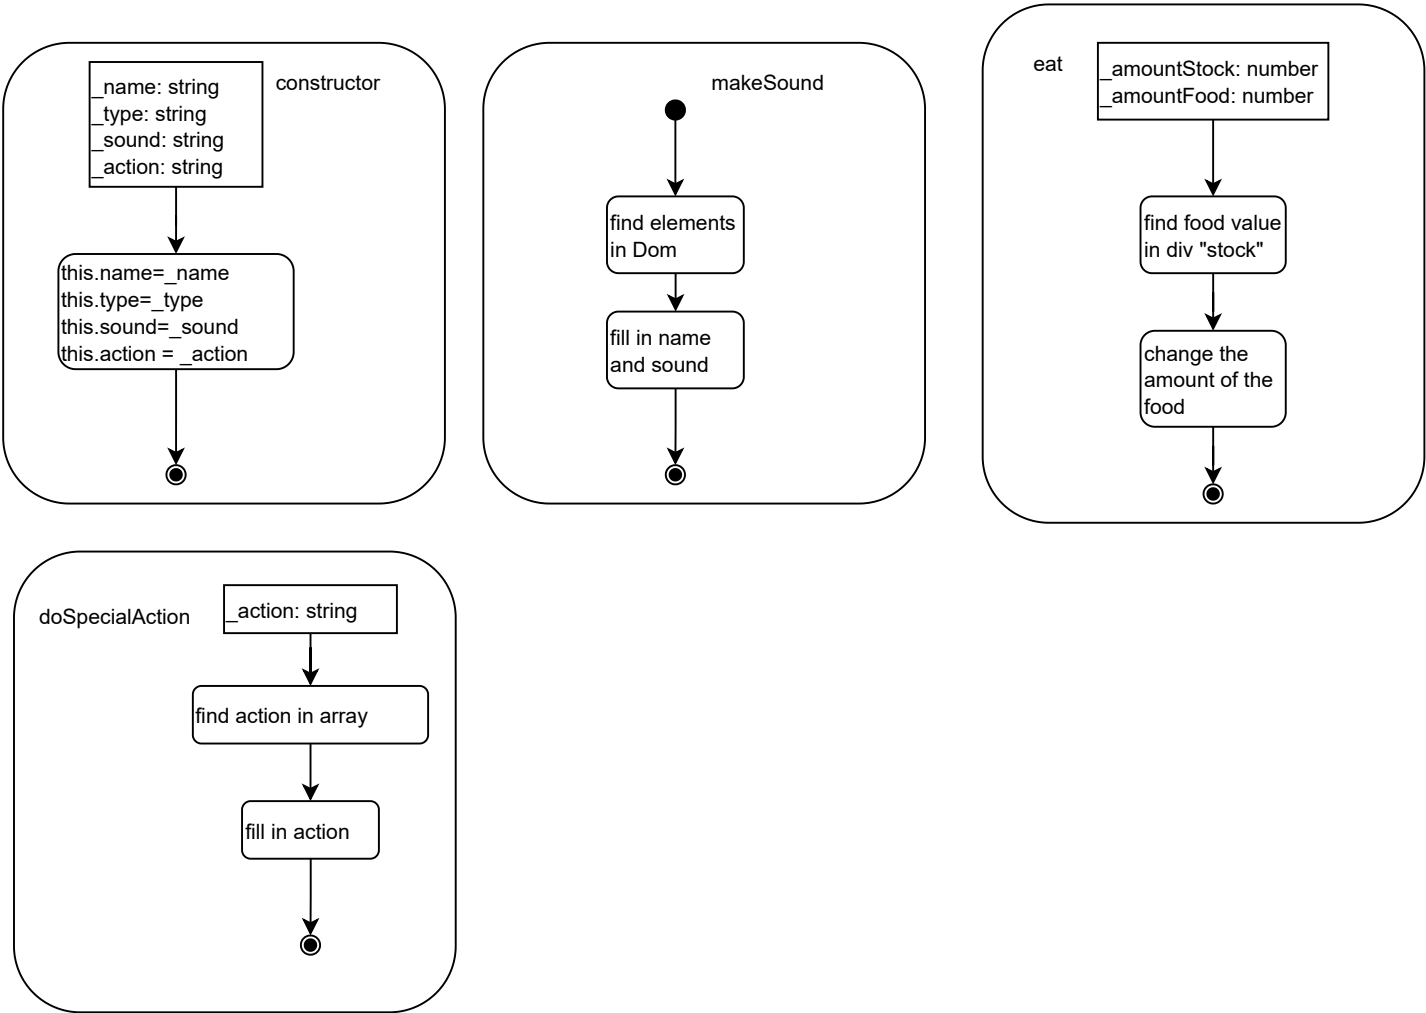 constructor
_name: string
_type: string
_sound: string
_action: string
this.name=_name
this.type=_type
this.sound=_sound
this.action = _action
makeSound
find elements
in Dom
fill in name
and sound
eat
_amountStock: number
_amountFood: number
find food value
in div "stock"
change the
amount of the
food
doSpecialAction
_action: string
find action in array
fill in action